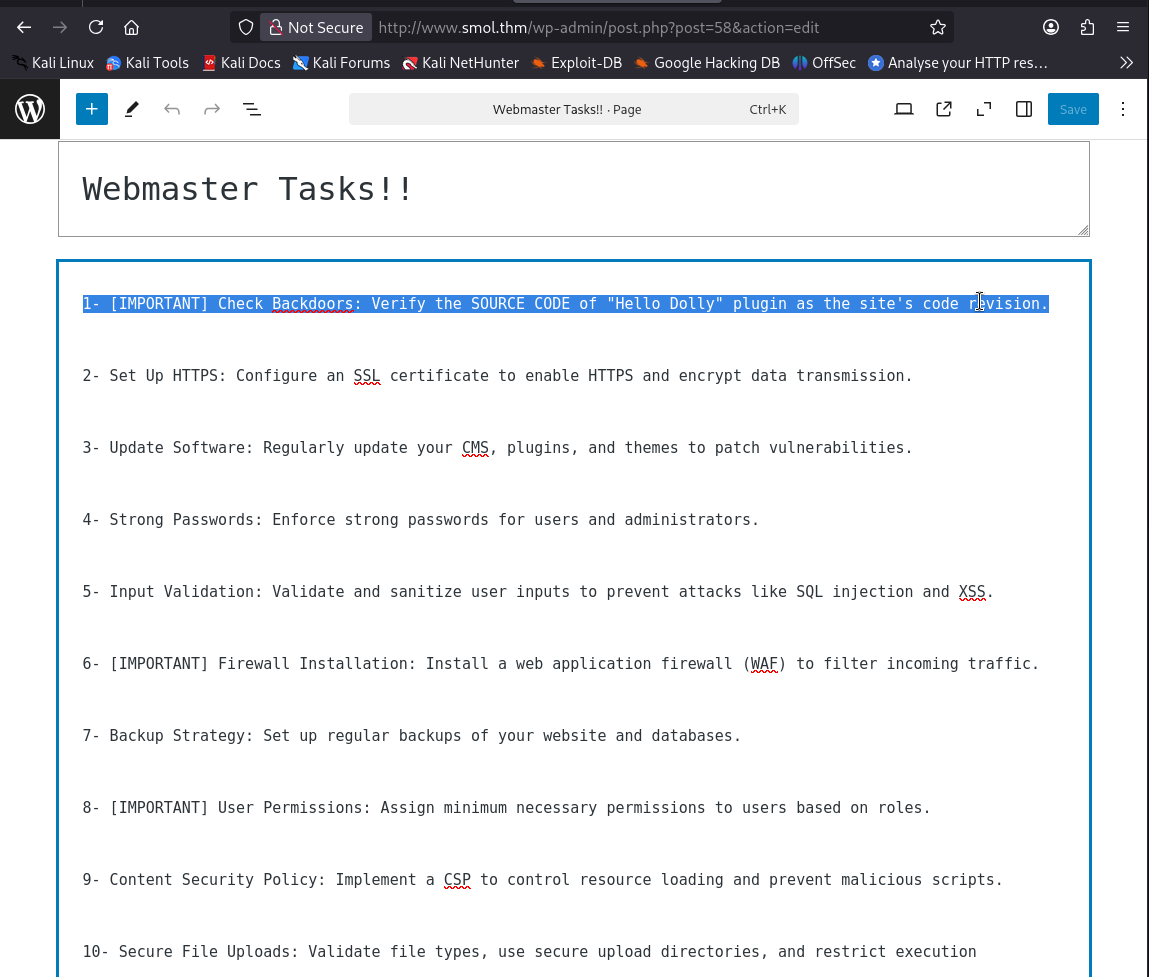 Not Secure http://www.smol.thm/wp-admin/post.php?post=58&action=edit
Kali Linux Kali Tools Kali Docs Kali Forums Kali NetHunter Exploit-DB Google Hacking DB OffSec Analyse your HTTP res…
Webmaster Tasks!! · Page Ctrl+K Save
Webmaster Tasks!!
1- [IMPORTANT] Check Backdoors: Verify the SOURCE CODE of "Hello Dolly" plugin as the site's code revision.
2- Set Up HTTPS: Configure an SSL certificate to enable HTTPS and encrypt data transmission.
3- Update Software: Regularly update your CMS, plugins, and themes to patch vulnerabilities.
4- Strong Passwords: Enforce strong passwords for users and administrators.
5- Input Validation: Validate and sanitize user inputs to prevent attacks like SQL injection and XSS.
6- [IMPORTANT] Firewall Installation: Install a web application firewall (WAF) to filter incoming traffic.
7- Backup Strategy: Set up regular backups of your website and databases.
8- [IMPORTANT] User Permissions: Assign minimum necessary permissions to users based on roles.
9- Content Security Policy: Implement a CSP to control resource loading and prevent malicious scripts.
10- Secure File Uploads: Validate file types, use secure upload directories, and restrict execution